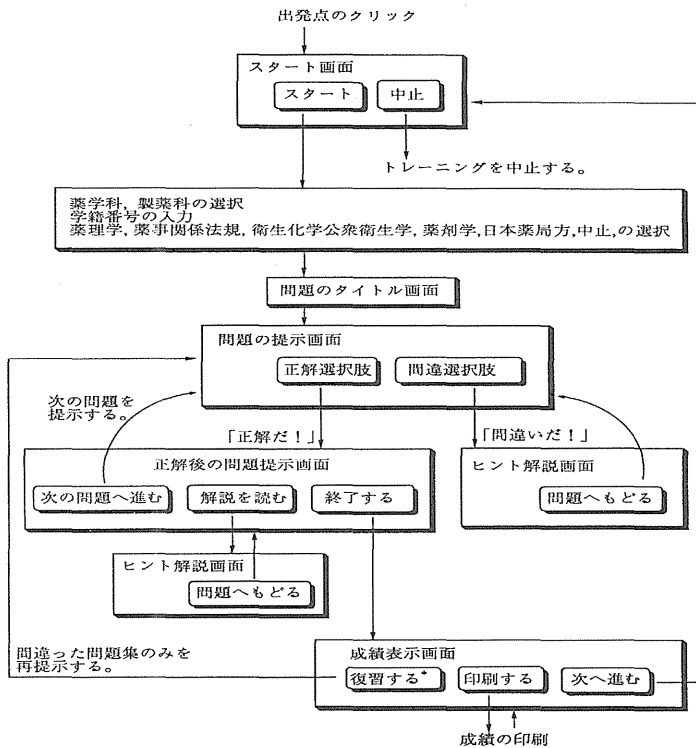 出発点のクリック
スタート画面
スタート 中止
トレーニングを中止する。
薬学科, 製薬科の選択
学籍番号の入力
薬理学, 薬事関係法規, 衛生化学公衆衛生学, 薬剤学,日本薬局方,中止,の選択
問題のタイトル画面
問題の提示画面
正解選択肢 間違選択肢
次の問題を
提示する。
「正解だ!」 「間違いだ!」
正解後の問題提示画面
次の問題へ進む 解説を読む 終了する
ヒント解説画面
問題へもどる
ヒント解説画面
問題へもどる
間違った問題集のみを
再提示する。
成績表示画面
復習する* 印刷する 次へ進む
成績の印刷